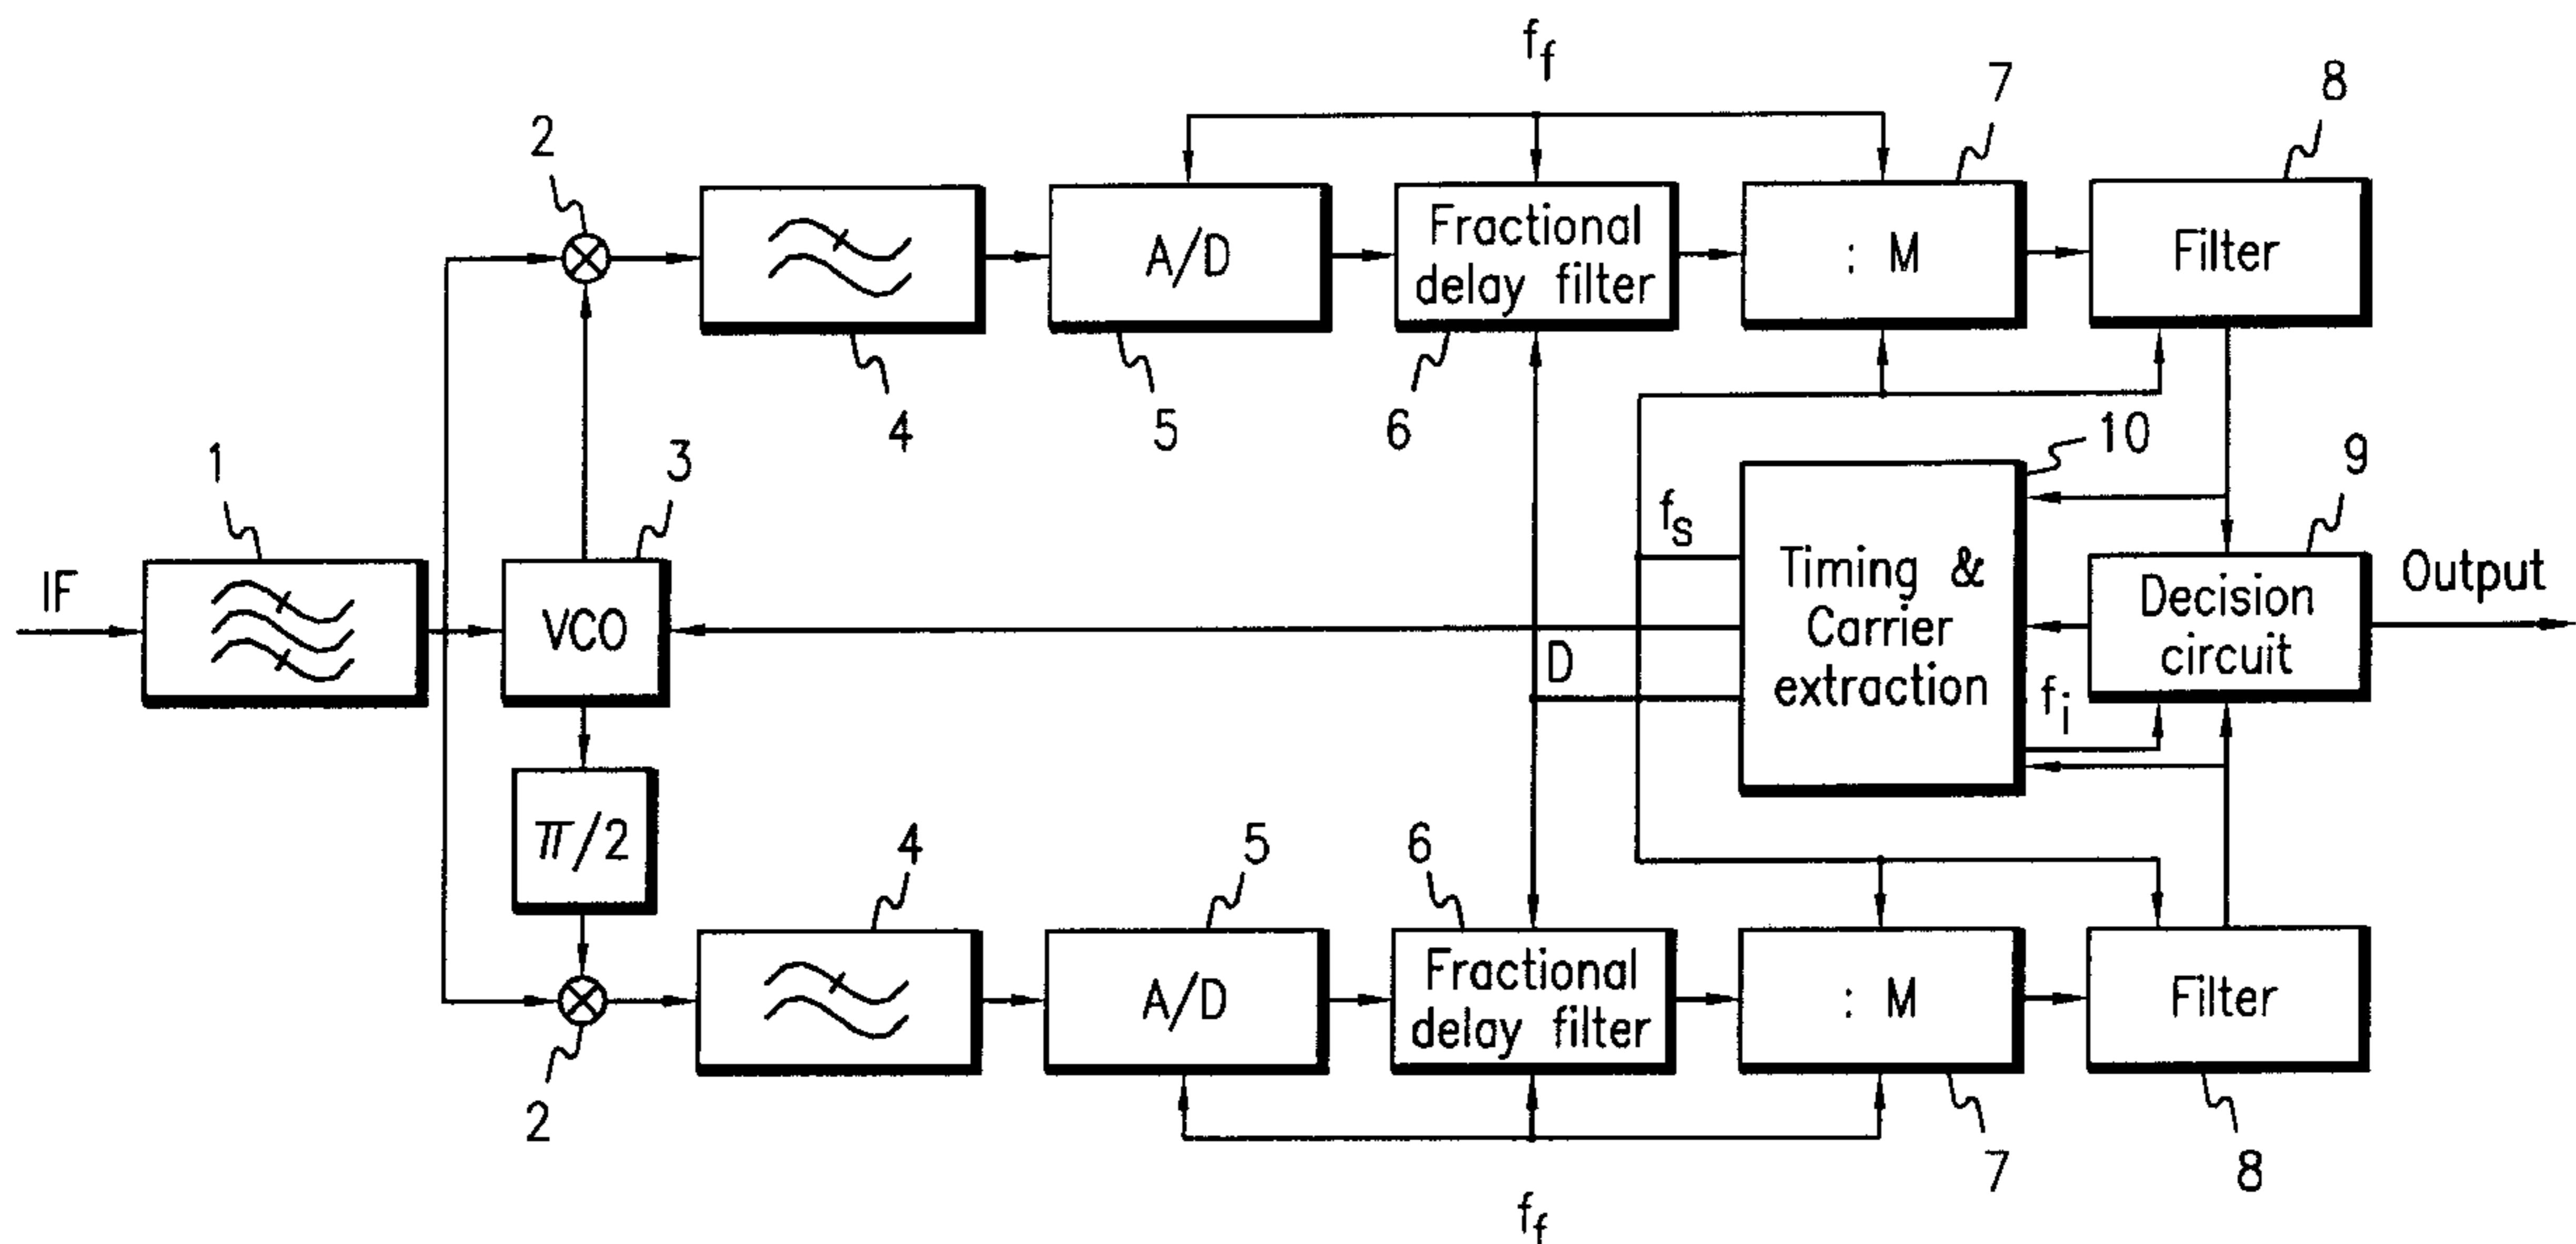 f_f
2
7
8
Fractional
delay filter
A/D
: M
Filter
4
5
6
1
3
10
9
IF
VCO
f_s
D
Timing &
Carrier
extraction
f_i
Decision
circuit
Output
π/2
4
5
6
Fractional
delay filter
A/D
: M
Filter
2
7
8
f_f